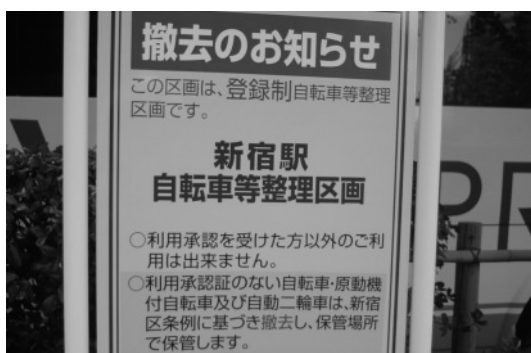 撤去のお知らせ
この区画は、登録制自転車等整理
区画です。
新宿駅
自転車等整理区画
○利用承認を受けた方以外のご利
用は出来ません。
○利用承認証のない自転車・原動機
付自転車及び自動二輪車は、新宿
区条例に基づき撤去し、保管場所
で保管します。